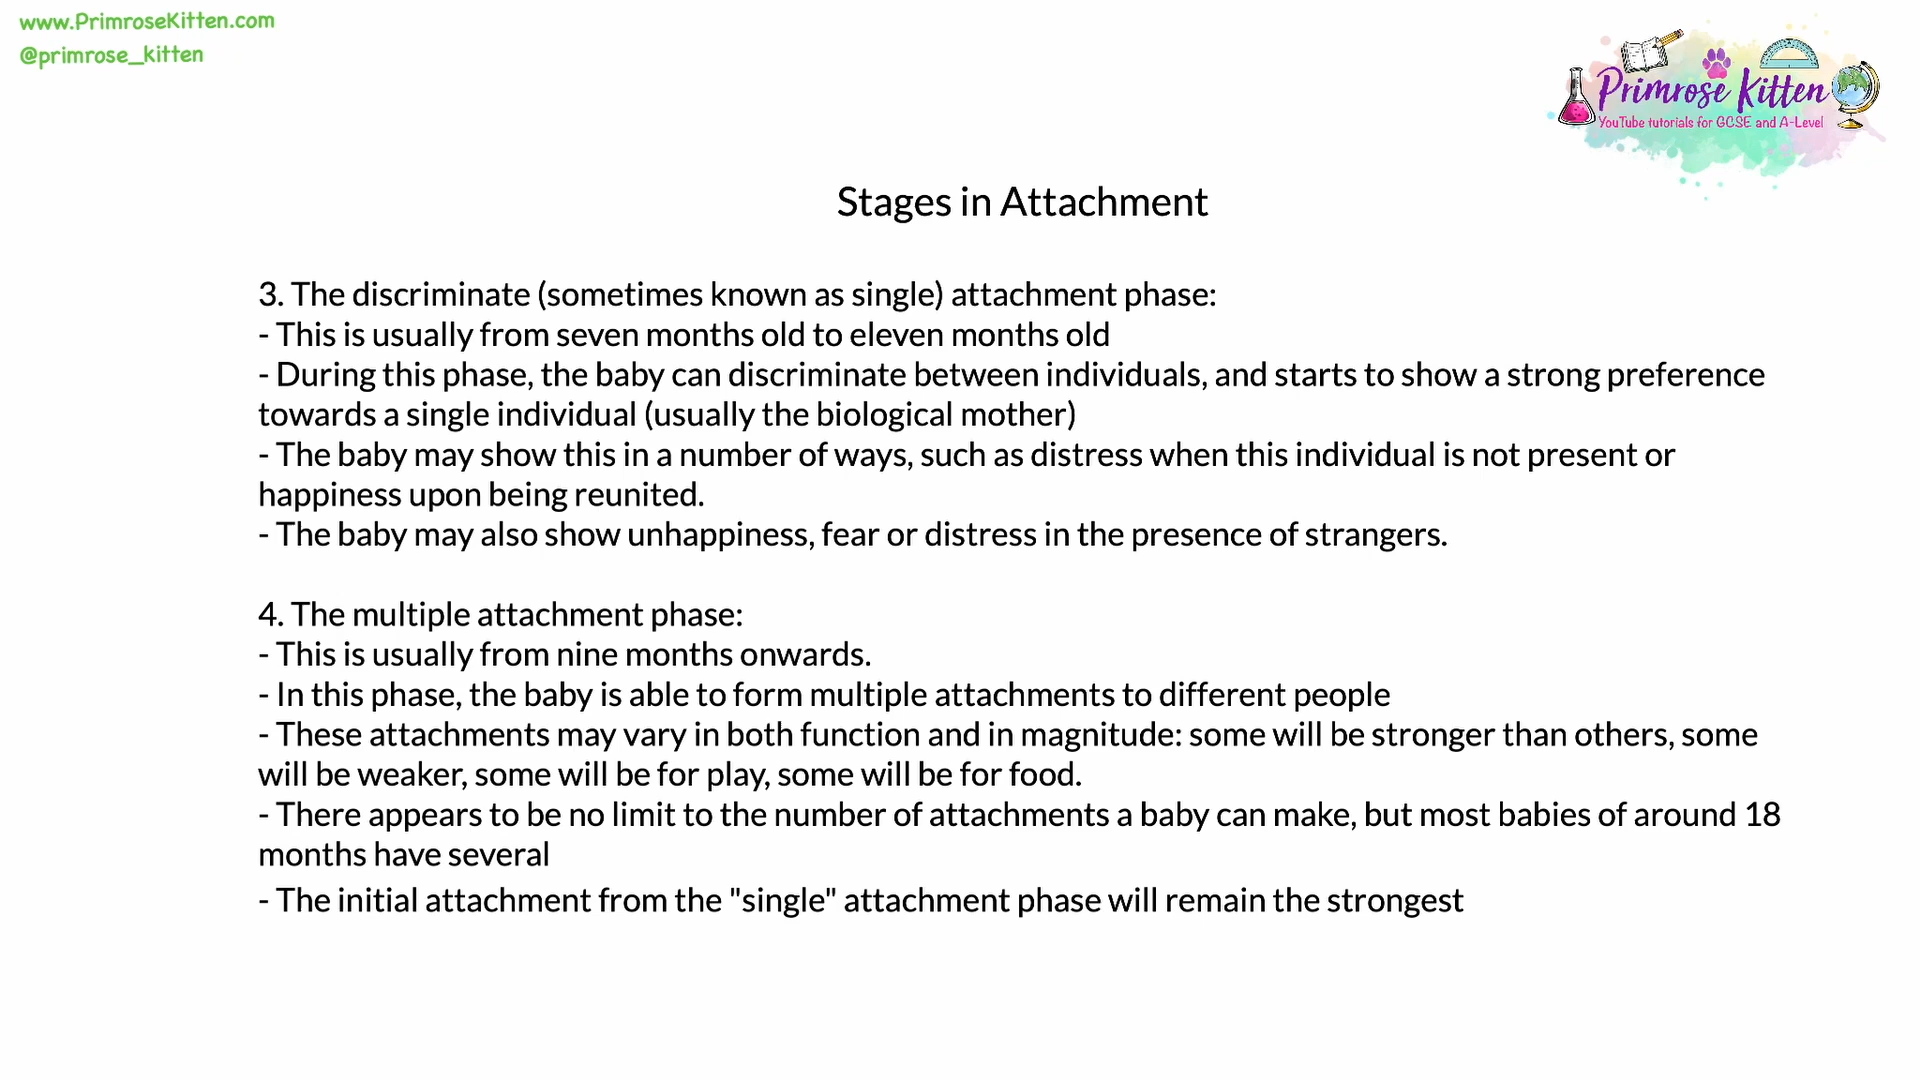 www.PrimroseKitten.com
@primrose_kitten
Primrose Kitten
YouTube tutorials for GCSE and A-Level
Stages in Attachment
3. The discriminate (sometimes known as single) attachment phase:
- This is usually from seven months old to eleven months old
- During this phase, the baby can discriminate between individuals, and starts to show a strong preference
towards a single individual (usually the biological mother)
- The baby may show this in a number of ways, such as distress when this individual is not present or
happiness upon being reunited.
- The baby may also show unhappiness, fear or distress in the presence of strangers.
4. The multiple attachment phase:
- This is usually from nine months onwards.
- In this phase, the baby is able to form multiple attachments to different people
- These attachments may vary in both function and in magnitude: some will be stronger than others, some
will be weaker, some will be for play, some will be for food.
- There appears to be no limit to the number of attachments a baby can make, but most babies of around 18
months have several
- The initial attachment from the "single" attachment phase will remain the strongest